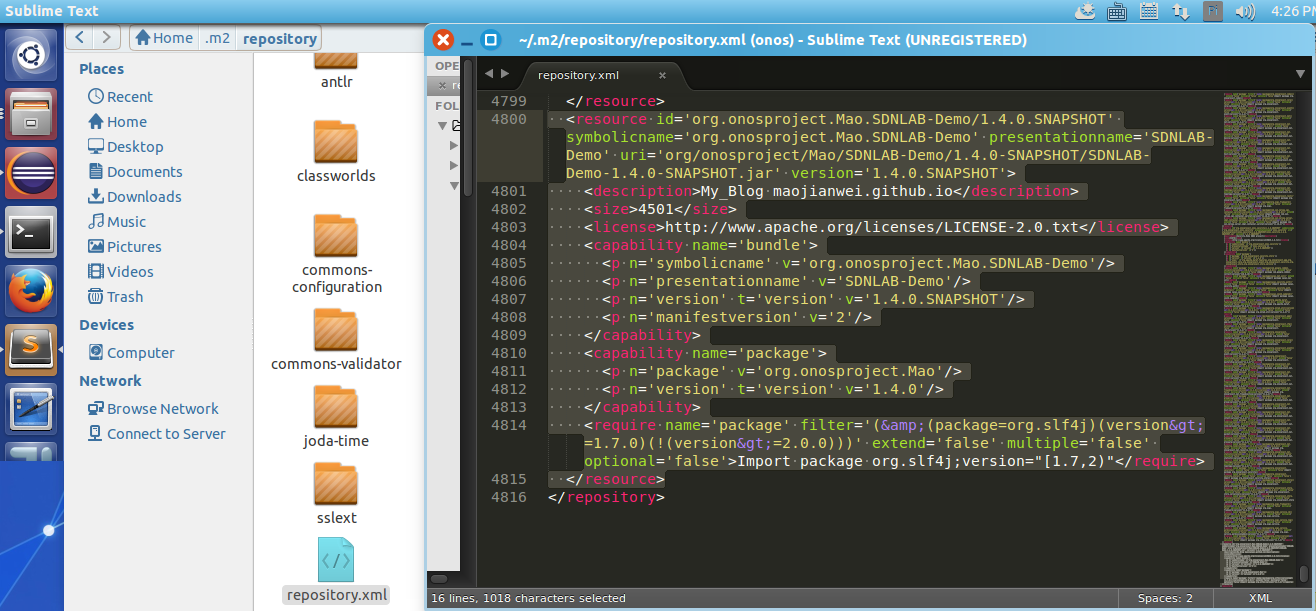 Sublime Text
4:26 PM
Home
.m2
repository
Places
Recent
Home
Desktop
Documents
Downloads
Music
Pictures
Videos
Trash
Devices
Computer
Network
Browse Network
Connect to Server
antlr
classworlds
commons-
configuration
commons-validator
joda-time
sslext
repository.xml
~/.m2/repository/repository.xml (onos) - Sublime Text (UNREGISTERED)
OPE
re
FOL
repository.xml
4799 </resource>
4800 <resource id='org.onosproject.Mao.SDNLAB-Demo/1.4.0.SNAPSHOT'
symbolicname='org.onosproject.Mao.SDNLAB-Demo' presentationname='SDNLAB-
Demo' uri='org/onosproject/Mao/SDNLAB-Demo/1.4.0-SNAPSHOT/SDNLAB-
Demo-1.4.0-SNAPSHOT.jar' version='1.4.0.SNAPSHOT'>
4801 <description>My_Blog maojianwei.github.io</description>
4802 <size>4501</size>
4803 <license>http://www.apache.org/licenses/LICENSE-2.0.txt</license>
4804 <capability name='bundle'>
4805 <p n='symbolicname' v='org.onosproject.Mao.SDNLAB-Demo'/>
4806 <p n='presentationname' v='SDNLAB-Demo'/>
4807 <p n='version' t='version' v='1.4.0.SNAPSHOT'/>
4808 <p n='manifestversion' v='2'/>
4809 </capability>
4810 <capability name='package'>
4811 <p n='package' v='org.onosproject.Mao'/>
4812 <p n='version' t='version' v='1.4.0'/>
4813 </capability>
4814 <require name='package' filter='(&amp;(package=org.slf4j)(version&gt;
=1.7.0)(!(version&gt;=2.0.0)))' extend='false' multiple='false'
optional='false'>Import package org.slf4j;version="[1.7,2)"</require>
4815 </resource>
4816 </repository>
16 lines, 1018 characters selected
Spaces: 2
XML